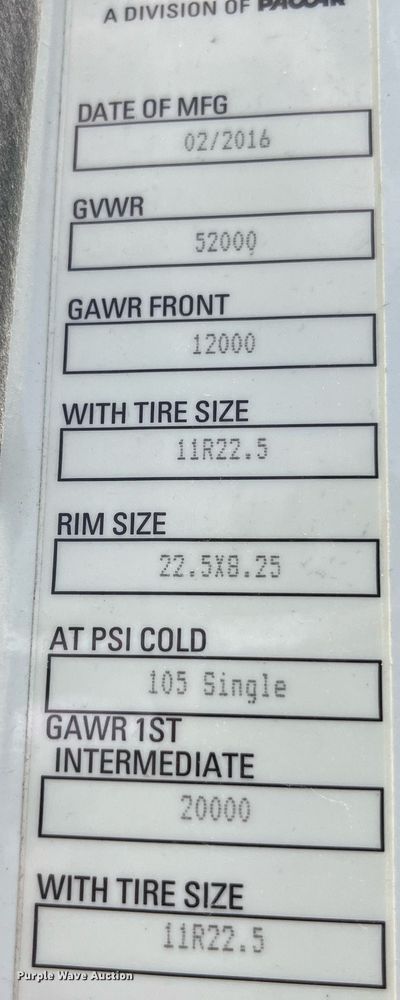 A DIVISION OF PACCAR
DATE OF MFG
02/2016
GVWR
52000
GAWR FRONT
12000
WITH TIRE SIZE
11R22.5
RIM SIZE
22.5X8.25
AT PSI COLD
105 Single
GAWR 1ST
INTERMEDIATE
20000
WITH TIRE SIZE
11R22.5
Purple Wave Auction